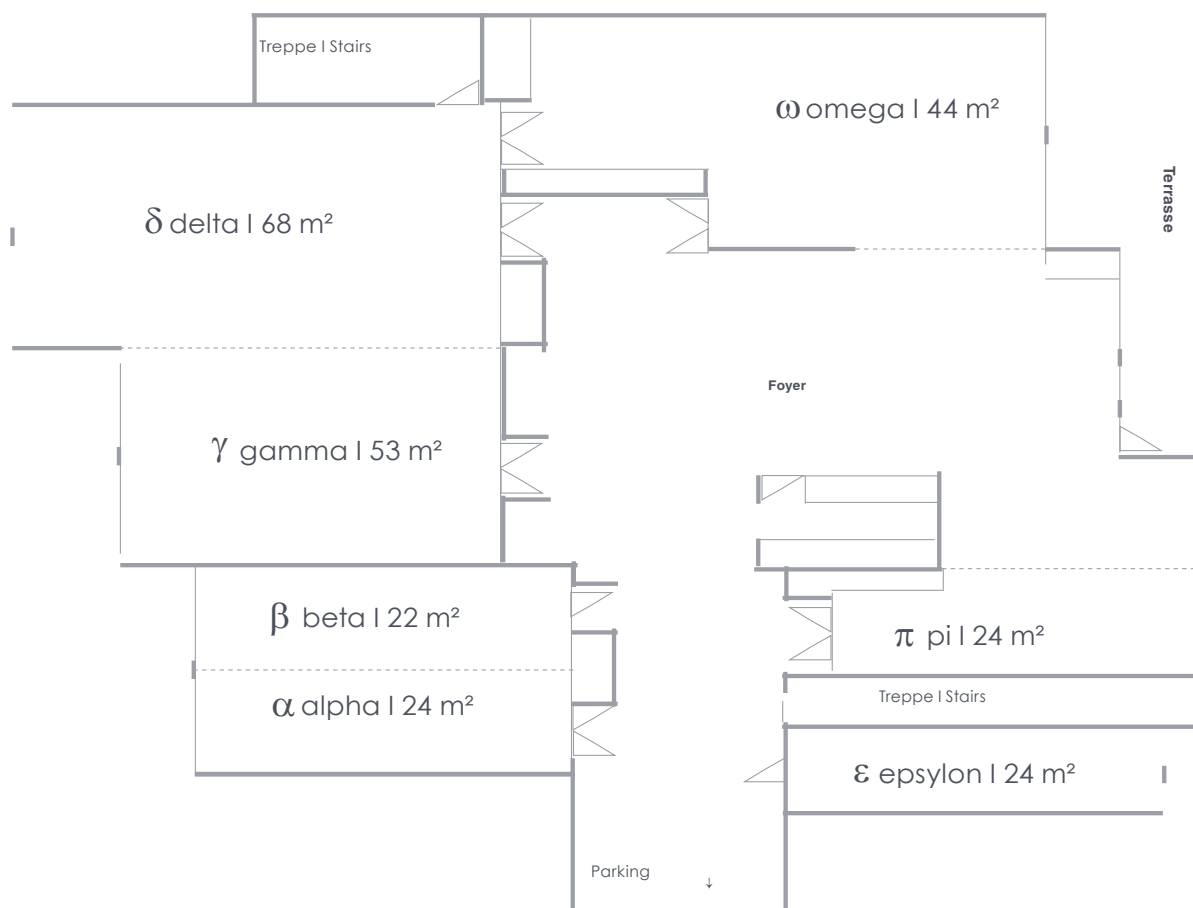 Treppe I Stairs
ω omega I 44 m²
Terrasse
δ delta I 68 m²
Foyer
γ gamma I 53 m²
β beta I 22 m²
π pi I 24 m²
Treppe I Stairs
α alpha I 24 m²
ε epsylon I 24 m²
Parking ↓